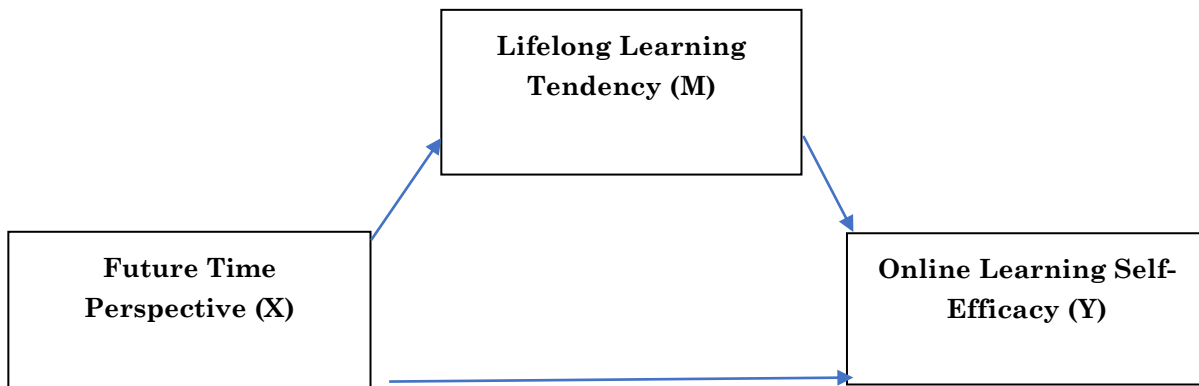 Lifelong Learning
Tendency (M)
Future Time
Perspective (X)
Online Learning Self-
Efficacy (Y)